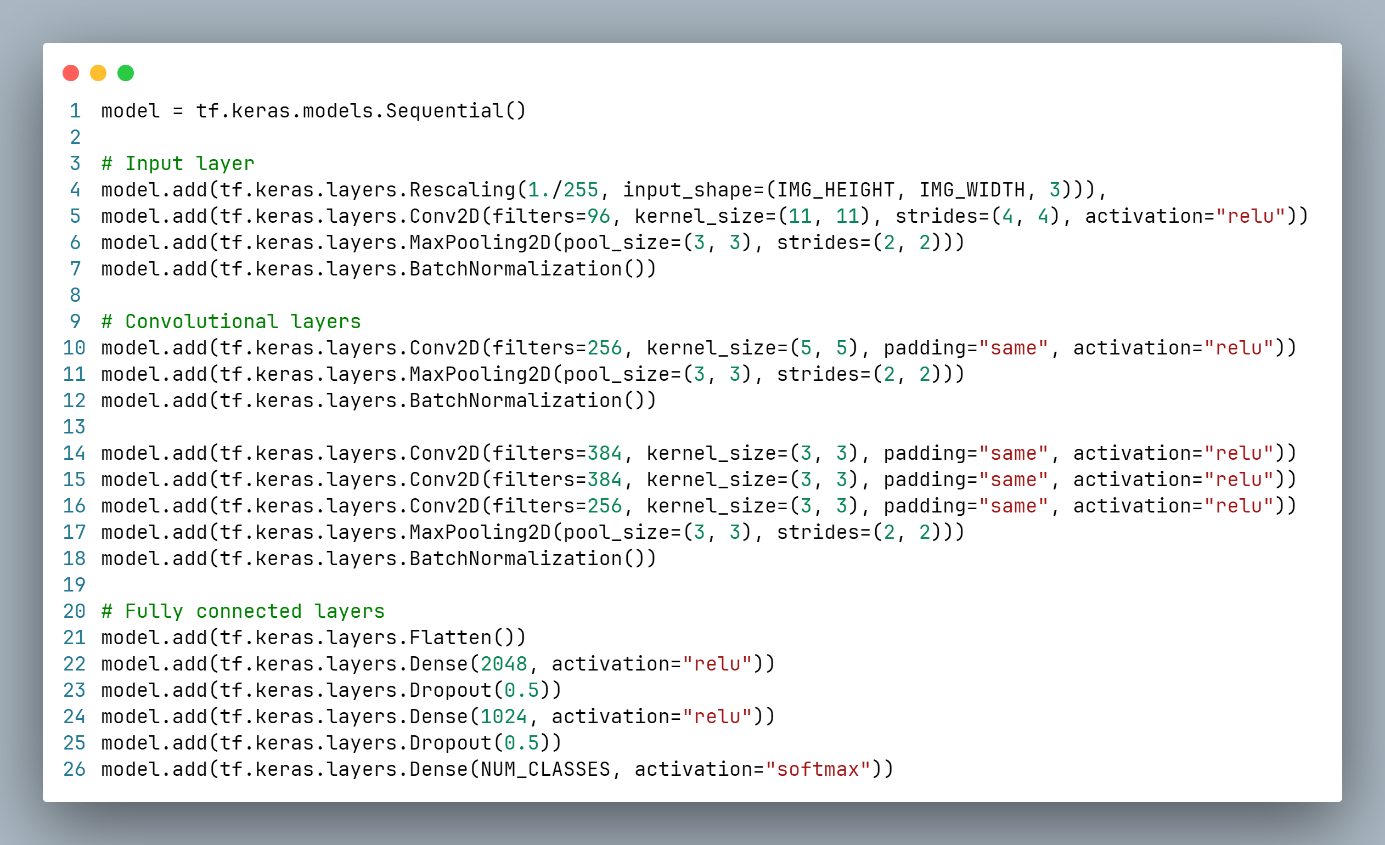 1 model = tf.keras.models.Sequential()
2
3 # Input layer
4 model.add(tf.keras.layers.Rescaling(1./255, input_shape=(IMG_HEIGHT, IMG_WIDTH, 3))),
5 model.add(tf.keras.layers.Conv2D(filters=96, kernel_size=(11, 11), strides=(4, 4), activation="relu"))
6 model.add(tf.keras.layers.MaxPooling2D(pool_size=(3, 3), strides=(2, 2)))
7 model.add(tf.keras.layers.BatchNormalization())
8
9 # Convolutional layers
10 model.add(tf.keras.layers.Conv2D(filters=256, kernel_size=(5, 5), padding="same", activation="relu"))
11 model.add(tf.keras.layers.MaxPooling2D(pool_size=(3, 3), strides=(2, 2)))
12 model.add(tf.keras.layers.BatchNormalization())
13
14 model.add(tf.keras.layers.Conv2D(filters=384, kernel_size=(3, 3), padding="same", activation="relu"))
15 model.add(tf.keras.layers.Conv2D(filters=384, kernel_size=(3, 3), padding="same", activation="relu"))
16 model.add(tf.keras.layers.Conv2D(filters=256, kernel_size=(3, 3), padding="same", activation="relu"))
17 model.add(tf.keras.layers.MaxPooling2D(pool_size=(3, 3), strides=(2, 2)))
18 model.add(tf.keras.layers.BatchNormalization())
19
20 # Fully connected layers
21 model.add(tf.keras.layers.Flatten())
22 model.add(tf.keras.layers.Dense(2048, activation="relu"))
23 model.add(tf.keras.layers.Dropout(0.5))
24 model.add(tf.keras.layers.Dense(1024, activation="relu"))
25 model.add(tf.keras.layers.Dropout(0.5))
26 model.add(tf.keras.layers.Dense(NUM_CLASSES, activation="softmax"))